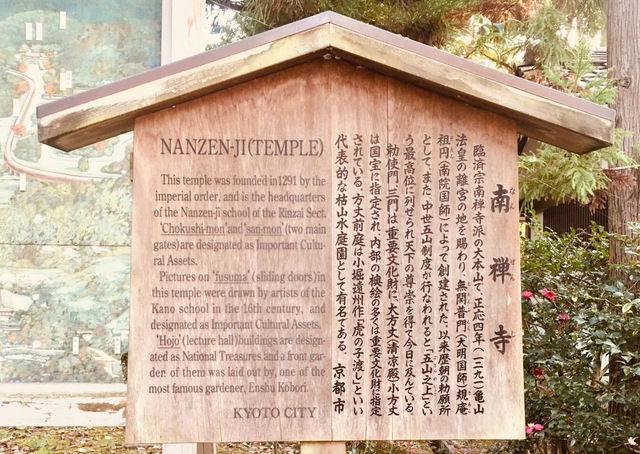 NANZEN-JI(TEMPLE)
This temple was founded in 1291 by the
imperial order, and is the headquarters
of the Nanzen-ji school of the Rinzai Sect.
'Chokushi-mon' and 'san-mon' (two main
gates) are designated as Important Cultu-
ral Assets.
Pictures on 'fusuma' (sliding doors) in
this temple were drawn by artists of the
Kano school in the 16th century, and
designated as Important Cultural Assets.
'Hojo' (lecture hall) buildings are desig-
nated as National Treasures and a front gar-
den of them was laid out by, one of the
most famous gardener, Enshu Kobori.
KYOTO CITY
南禅寺
なんぜんじ
臨済宗南禅寺派の大本山で、正応四年(一二九一)亀山
法皇の離宮の地を賜わり、無関普門(大明国師)規庵
祖円(南院国師)によって創建された。以来歴朝の勅願所
として、また中世五山制度が行なわれると「五山之上」とい
う最高位に列せられ天下の尊崇を得て今日に及んでいる。
勅使門、三門は重要文化財に、大方丈(清涼殿)小方丈
は国宝に指定され、内部の襖絵の多くは重要文化財に指定
されている。方丈前庭は小堀遠州作「虎の子渡し」といい
代表的な枯山水庭園として有名である。 京都市